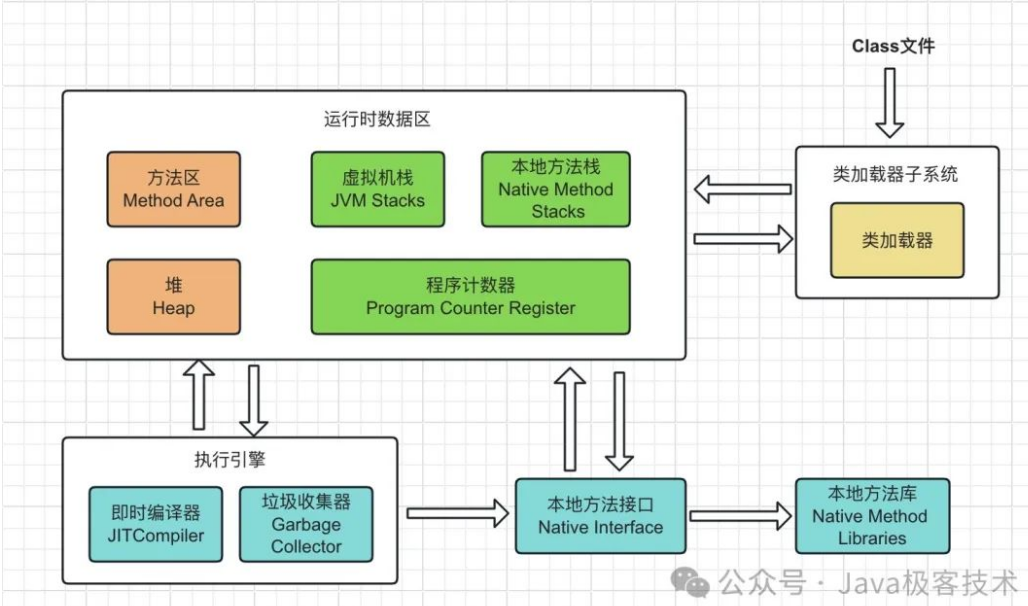 Class文件
运行时数据区
方法区
Method Area
虚拟机栈
JVM Stacks
本地方法栈
Native Method
Stacks
类加载器子系统
类加载器
堆
Heap
程序计数器
Program Counter Register
执行引擎
即时编译器
JITCompiler
垃圾收集器
Garbage
Collector
本地方法接口
Native Interface
本地方法库
Native Method
Libraries
公众号 · Java极客技术